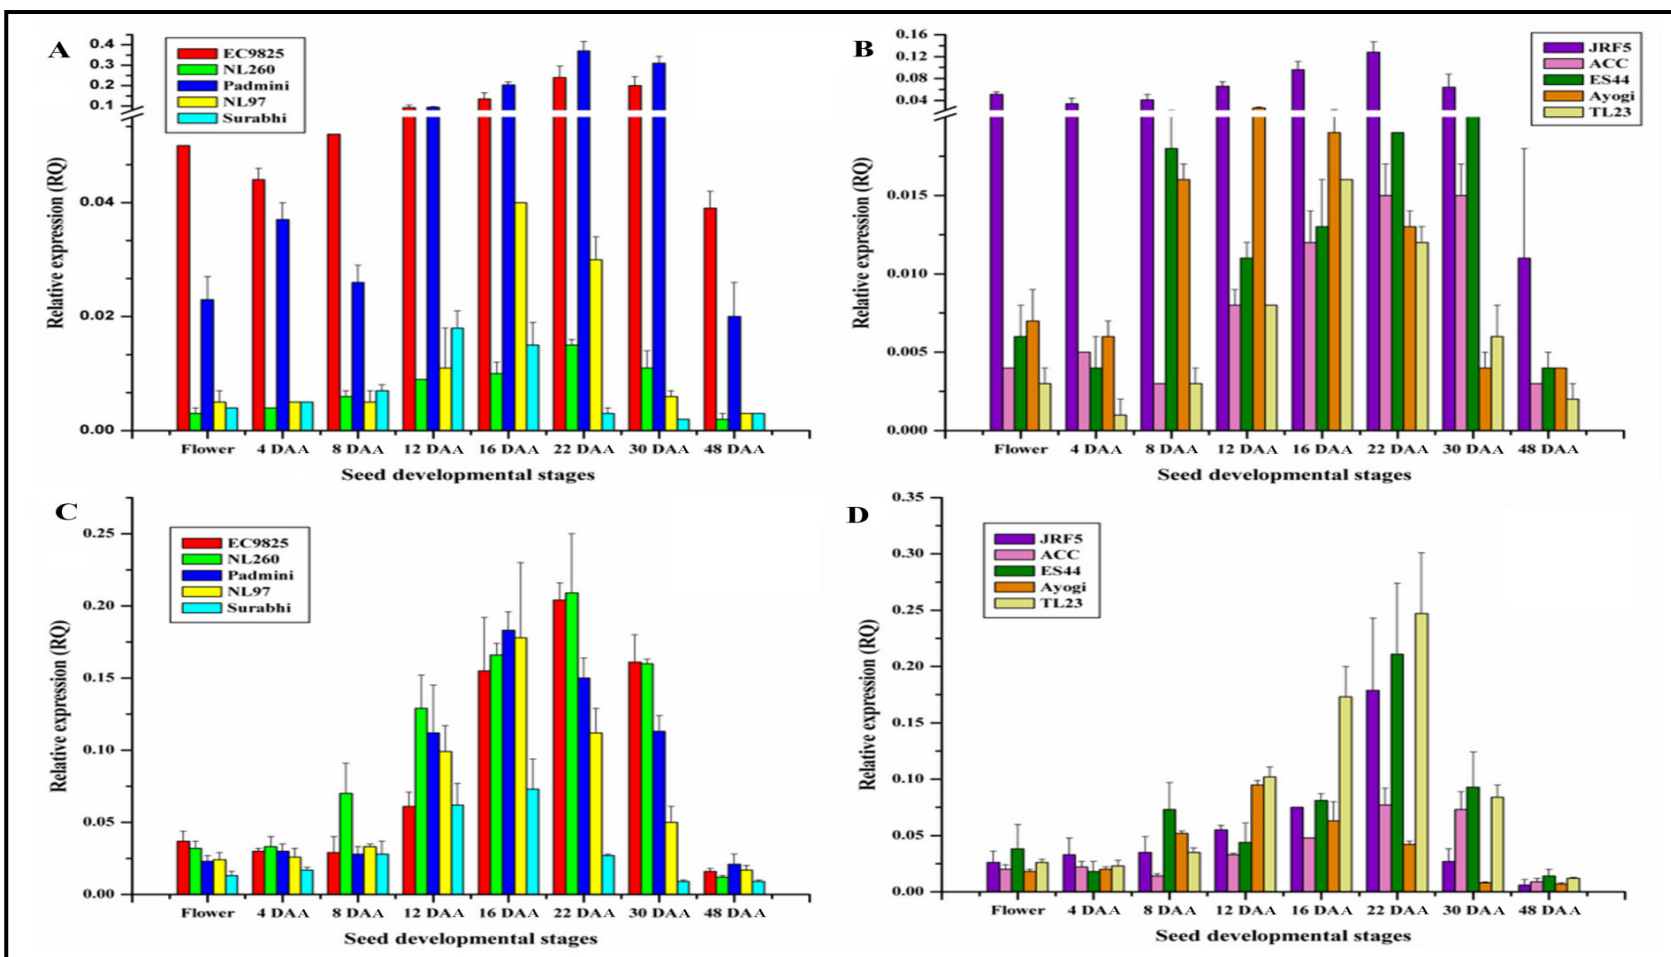 A
EC9825
NL260
Padmini
NL97
Surabhi
0.4
0.3
0.2
0.1
0.04
0.02
0.00
Relative expression (RQ)
Flower 4 DAA 8 DAA 12 DAA 16 DAA 22 DAA 30 DAA 48 DAA
Seed developmental stages
B
JRF5
ACC
ES44
Ayogi
TL23
0.16
0.12
0.08
0.04
0.015
0.010
0.005
0.000
Relative expression (RQ)
Flower 4 DAA 8 DAA 12 DAA 16 DAA 22 DAA 30 DAA 48 DAA
Seed developmental stages
C
EC9825
NL260
Padmini
NL97
Surabhi
0.25
0.20
0.15
0.10
0.05
0.00
Relative expression (RQ)
Flower 4 DAA 8 DAA 12 DAA 16 DAA 22 DAA 30 DAA 48 DAA
Seed developmental stages
D
JRF5
ACC
ES44
Ayogi
TL23
0.35
0.30
0.25
0.20
0.15
0.10
0.05
0.00
Relative expression (RQ)
Flower 4 DAA 8 DAA 12 DAA 16 DAA 22 DAA 30 DAA 48 DAA
Seed developmental stages